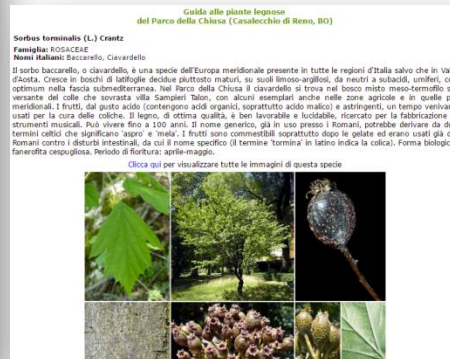 Guida alle piante legnose
del Parco della Chiusa (Casalecchio di Reno, BO)
Sorbus torminalis (L.) Crantz
Famiglia: ROSACEAE
Nomi italiani: Baccarello, Ciavardello
Il sorbo baccarello, o ciavardello, è una specie dell'Europa meridionale presente in tutte le regioni d'Italia salvo che in
d'Aosta. Cresce in boschi di latifoglie decidue piuttosto maturi, su suoli limoso-argillosi, da neutri a subacidi, umiferi,
optimum nella fascia submediterranea. Nel Parco della Chiusa il ciavardello si trova nel bosco misto meso-termofilo
versante del colle che sovrasta villa Sampieri Talon, con alcuni esemplari anche nelle zone agricole e in quelle
meridionali. I frutti, dal gusto acido (contengono acidi organici, soprattutto acido malico) e astringenti, un tempo
usati per la cura delle coliche. Il legno, di ottima qualità, è ben lavorabile e lucidabile, ricercato per la fabbricazione
strumenti musicali. Può vivere fino a 100 anni. Il nome generico, già in uso presso i Romani, potrebbe derivare da
termini celtici che significano 'aspro' e 'mela'. I frutti sono commestibili soprattutto dopo le gelate ed erano usati già
Romani contro i disturbi intestinali, da cui il nome specifico (il termine 'tormina' in latino indica la colica). Forma
fanerofita cespugliosa. Periodo di fioritura: aprile-maggio.
Clicca qui per visualizzare tutte le immagini di questa specie